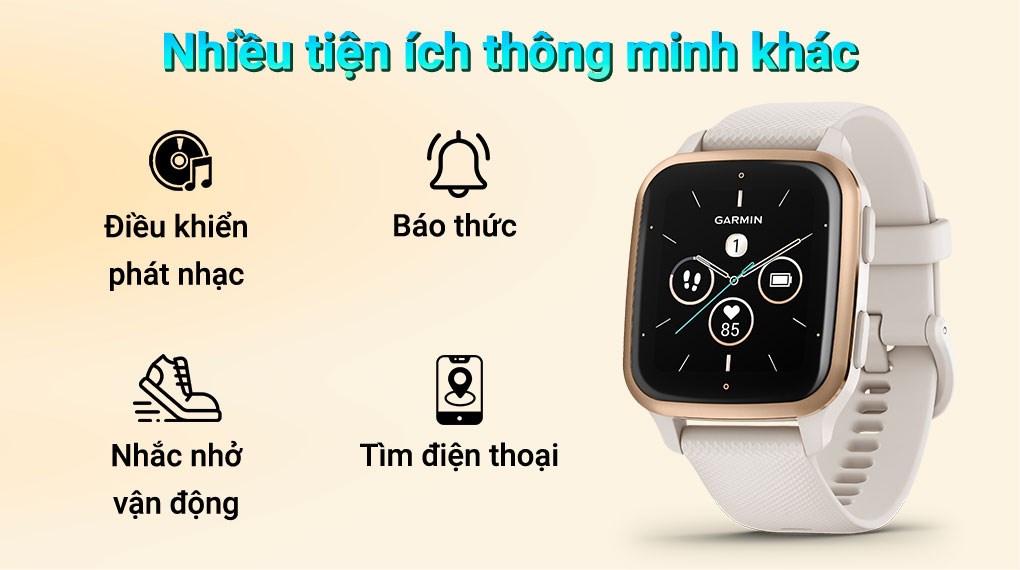 Nhiều tiện ích thông minh khác
Điều khiển
phát nhạc
Báo thức
Nhắc nhở
vận động
Tìm điện thoại
GARMIN
1
85